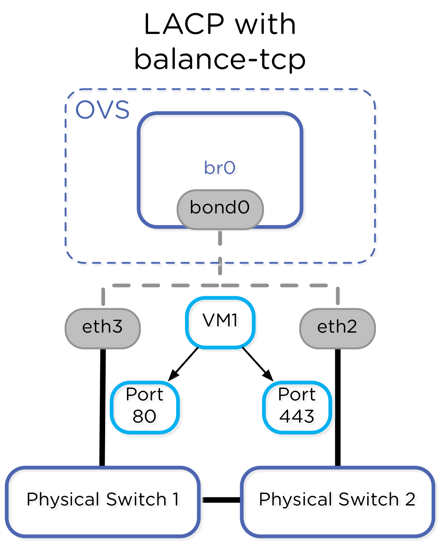 LACP with
balance-tcp
OVS
br0
bond0
eth3
VM1
eth2
Port
80
Port
443
Physical Switch 1
Physical Switch 2